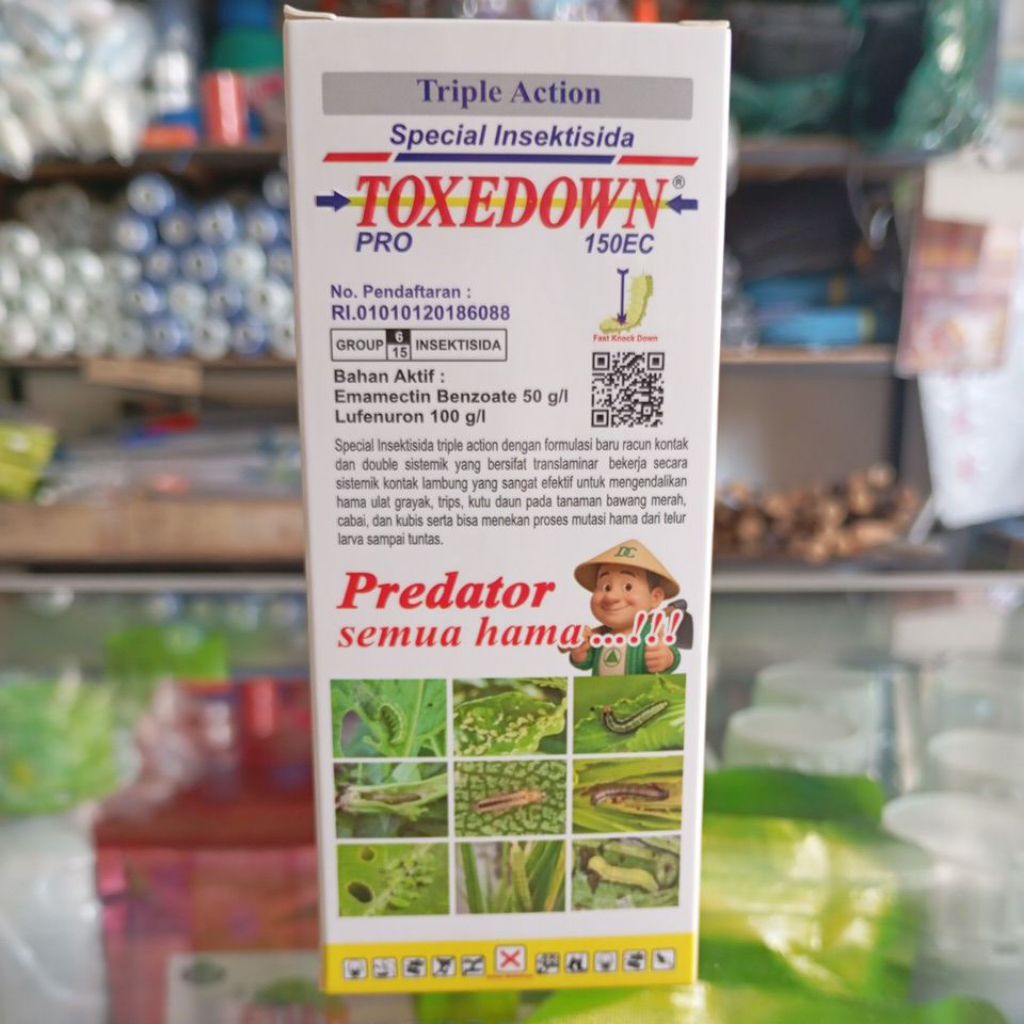 Triple Action
Special Insektisida
TOXEDOWN®
PRO 150EC
No. Pendaftaran :
RI.01010120186088
GROUP 6 15 INSEKTISIDA
Fast Knock Down
Bahan Aktif :
Emamectin Benzoate 50 g/l
Lufenuron 100 g/l
Special Insektisida triple action dengan formulasi baru racun kontak
dan double sistemik yang bersifat translaminar bekerja secara
sistemik kontak lambung yang sangat efektif untuk mengendalikan
hama ulat grayak, trips, kutu daun pada tanaman bawang merah,
cabai, dan kubis serta bisa menekan proses mutasi hama dari telur
larva sampai tuntas.
DC
Predator
semua hama...!!!